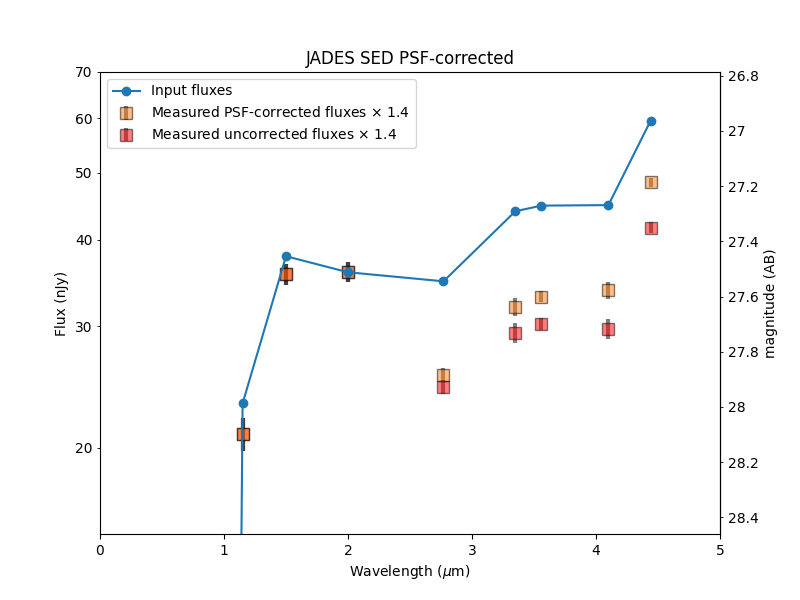 JADES SED PSF-corrected
Input fluxes
Measured PSF-corrected fluxes × 1.4
Measured uncorrected fluxes × 1.4
70
60
50
40
30
20
Flux (nJy)
26.8
27
27.2
27.4
27.6
27.8
28
28.2
28.4
magnitude (AB)
0 1 2 3 4 5
Wavelength (μm)